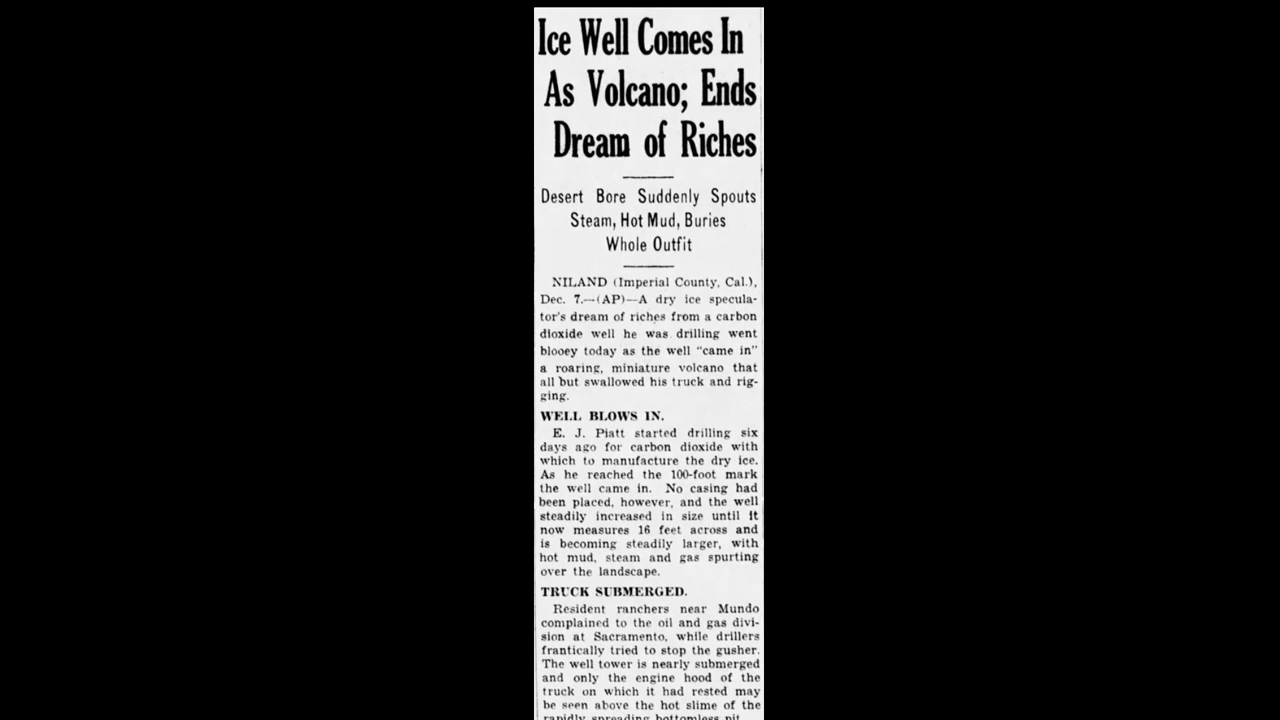 Ice Well Comes In
As Volcano; Ends
Dream of Riches
Desert Bore Suddenly Spouts
Steam, Hot Mud, Buries
Whole Outfit
NILAND (Imperial County, Cal.),
Dec. 7.—(AP)—A dry ice specula-
tor's dream of riches from a carbon
dioxide well he was drilling went
blooey today as the well "came in"
a roaring, miniature volcano that
all but swallowed his truck and rig-
ging.
WELL BLOWS IN.
E. J. Piatt started drilling six
days ago for carbon dioxide with
which to manufacture the dry ice.
As he reached the 100-foot mark
the well came in. No casing had
been placed, however, and the well
steadily increased in size until it
now measures 16 feet across and
is becoming steadily larger, with
hot mud, steam and gas spurting
over the landscape.
TRUCK SUBMERGED.
Resident ranchers near Mundo
complained to the oil and gas divi-
sion at Sacramento, while drillers
frantically tried to stop the gusher.
The well tower is nearly submerged
and only the engine hood of the
truck on which it had rested may
be seen above the hot slime of the
rapidly spreading bottomless pit